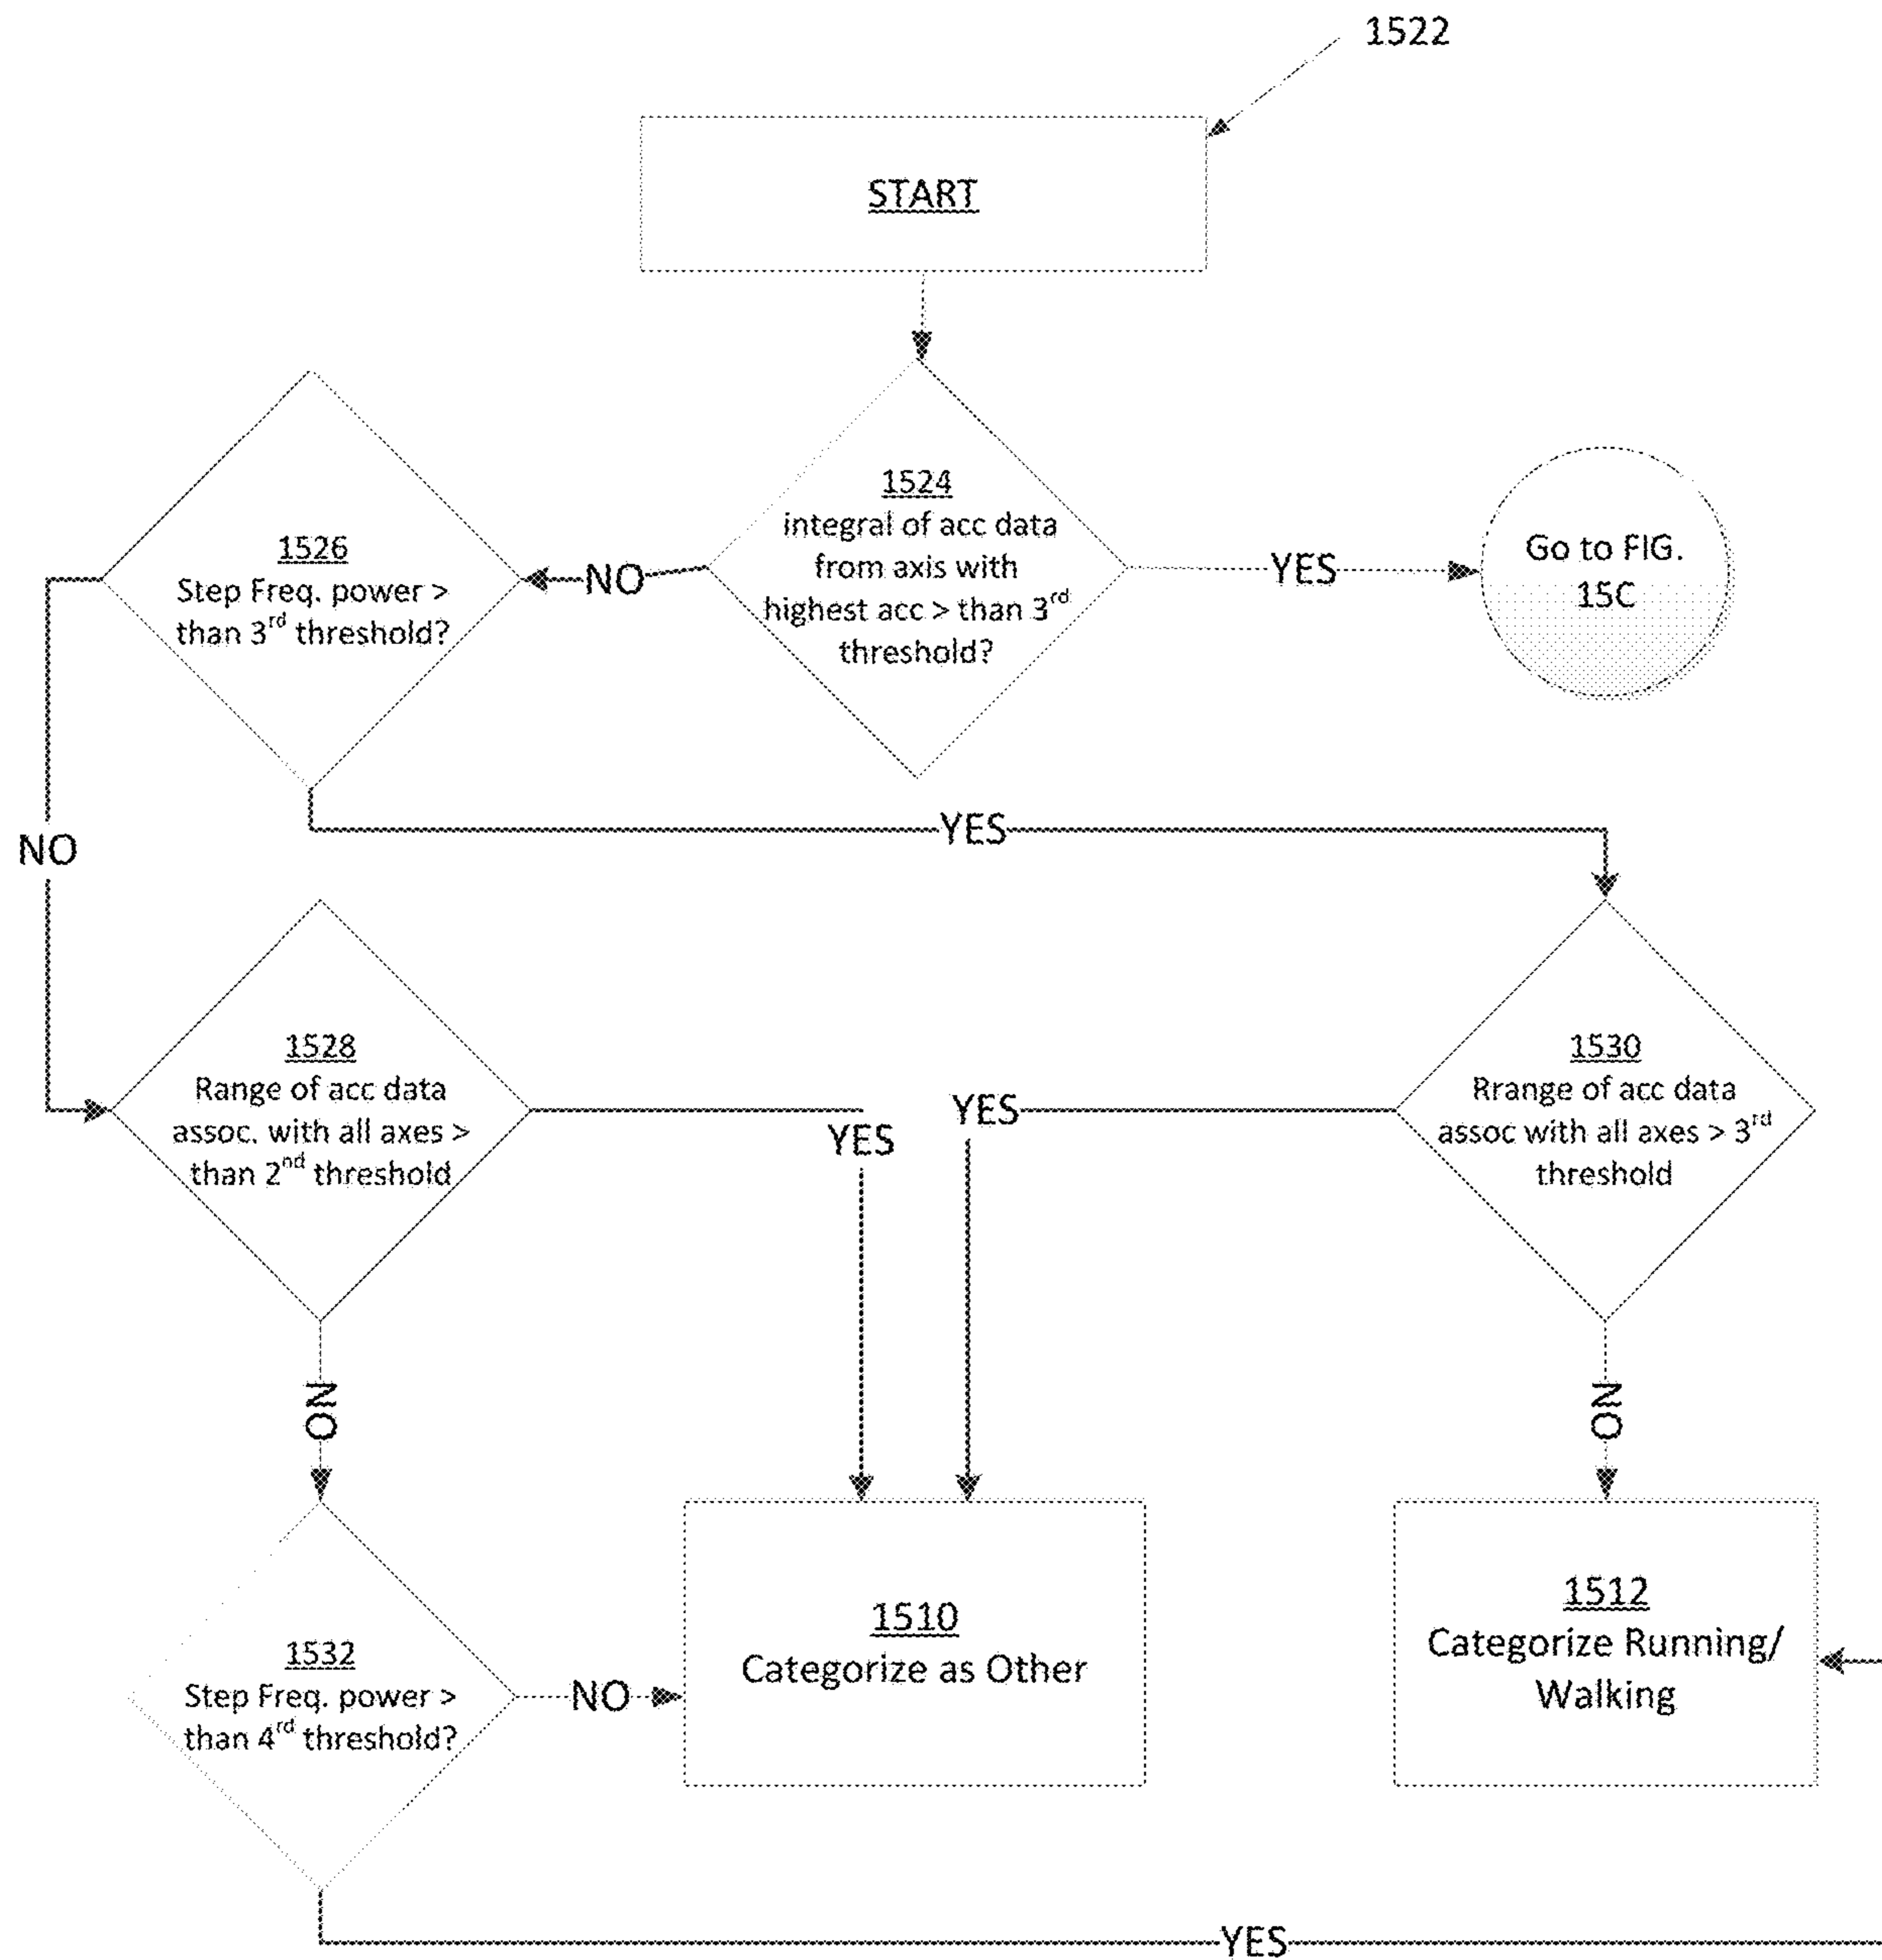 1522
START
1524
integral of acc data
from axis with
highest acc > than 3rd
threshold?
YES
Go to FIG.
15C
NO
1526
Step Freq. power >
than 3rd threshold?
NO
YES
1528
Range of acc data
assoc. with all axes >
than 2nd threshold
YES
YES
1530
Rrange of acc data
assoc with all axes > 3rd
threshold
NO
NO
1532
Step Freq. power >
than 4rd threshold?
NO
1510
Categorize as Other
1512
Categorize Running/
Walking
YES